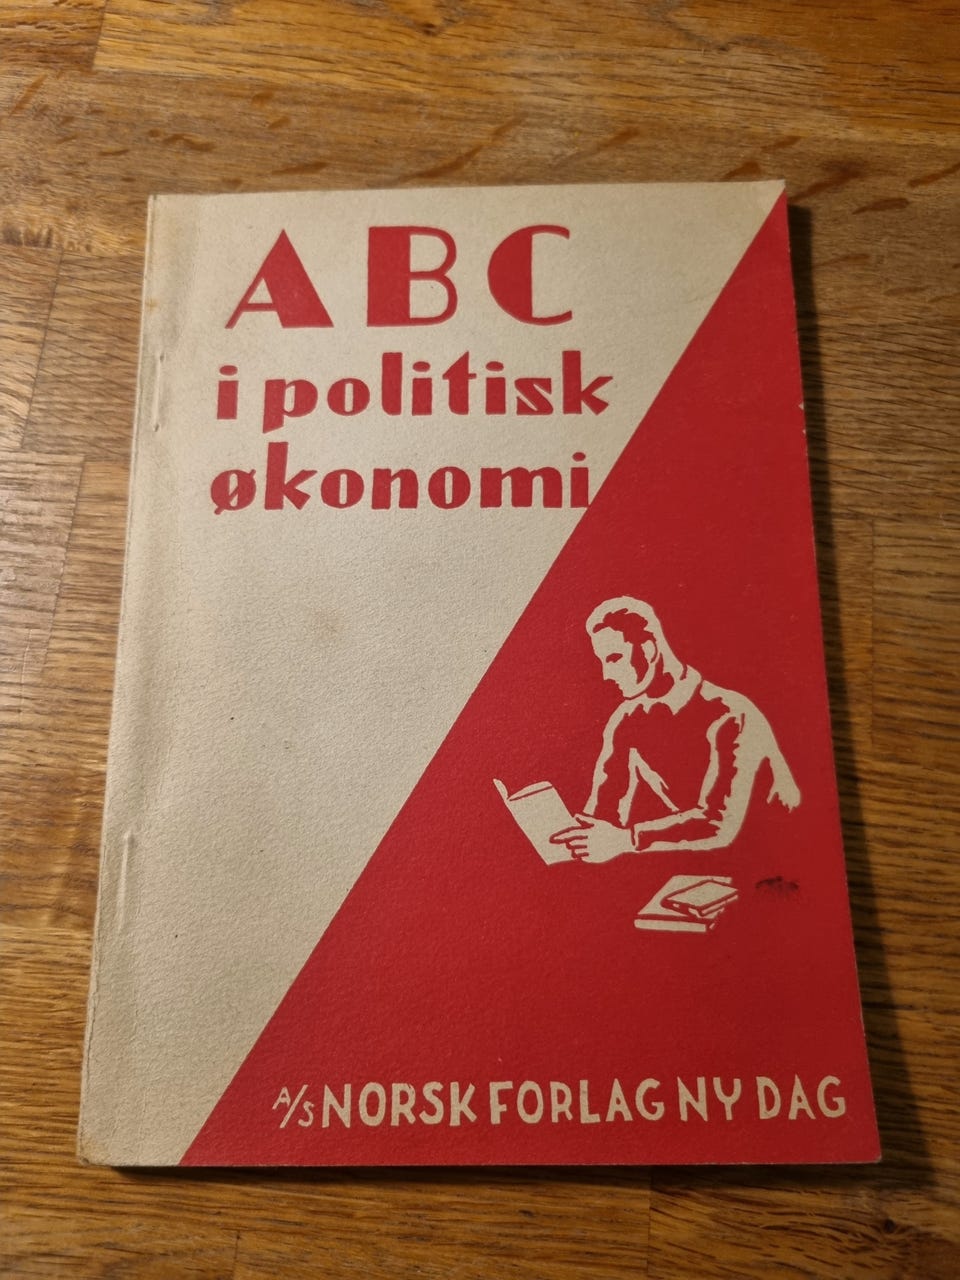 ABC
i politisk
økonomi
A/S NORSK FORLAG NY DAG